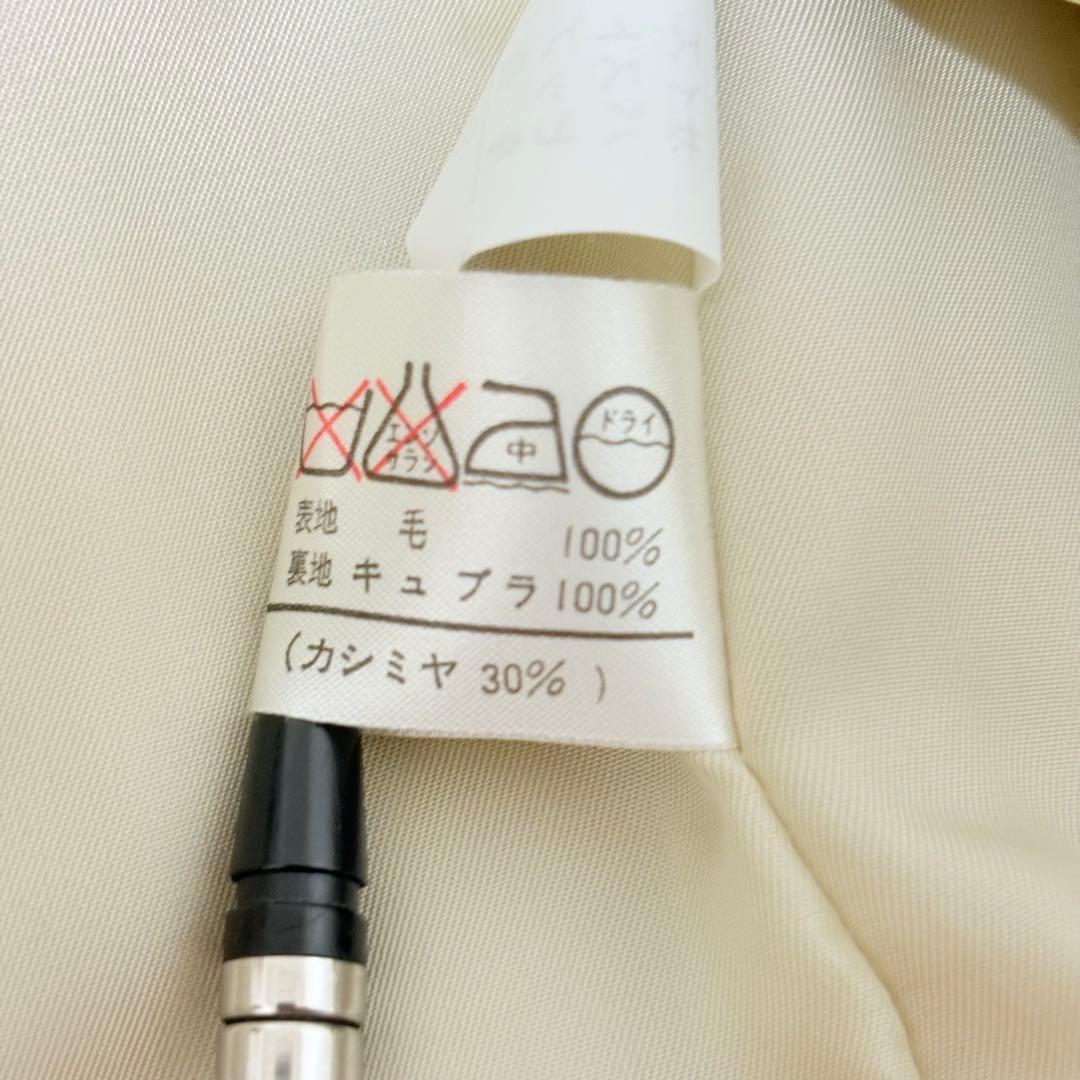 エンソ
サラシ
中
ドライ
表地 毛 100%
裏地 キュプラ 100%
(カシミヤ 30% )